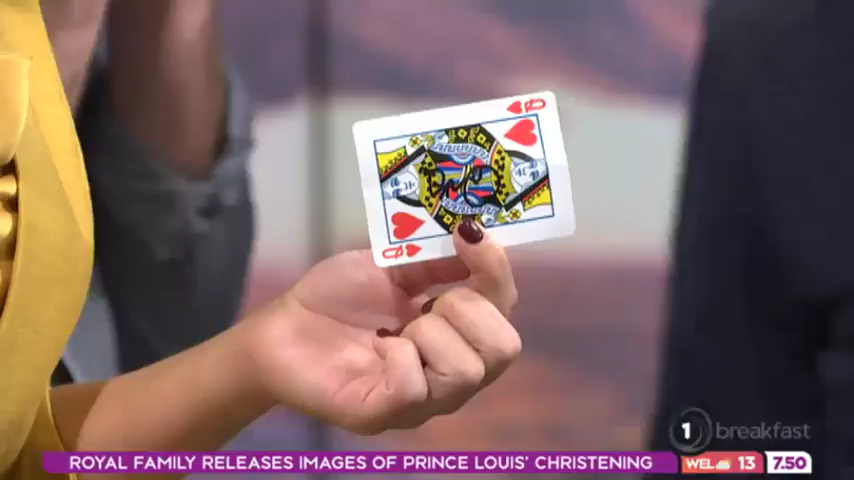 Q
Q
1 breakfast
ROYAL FAMILY RELEASES IMAGES OF PRINCE LOUIS' CHRISTENING WEL 13 7.50